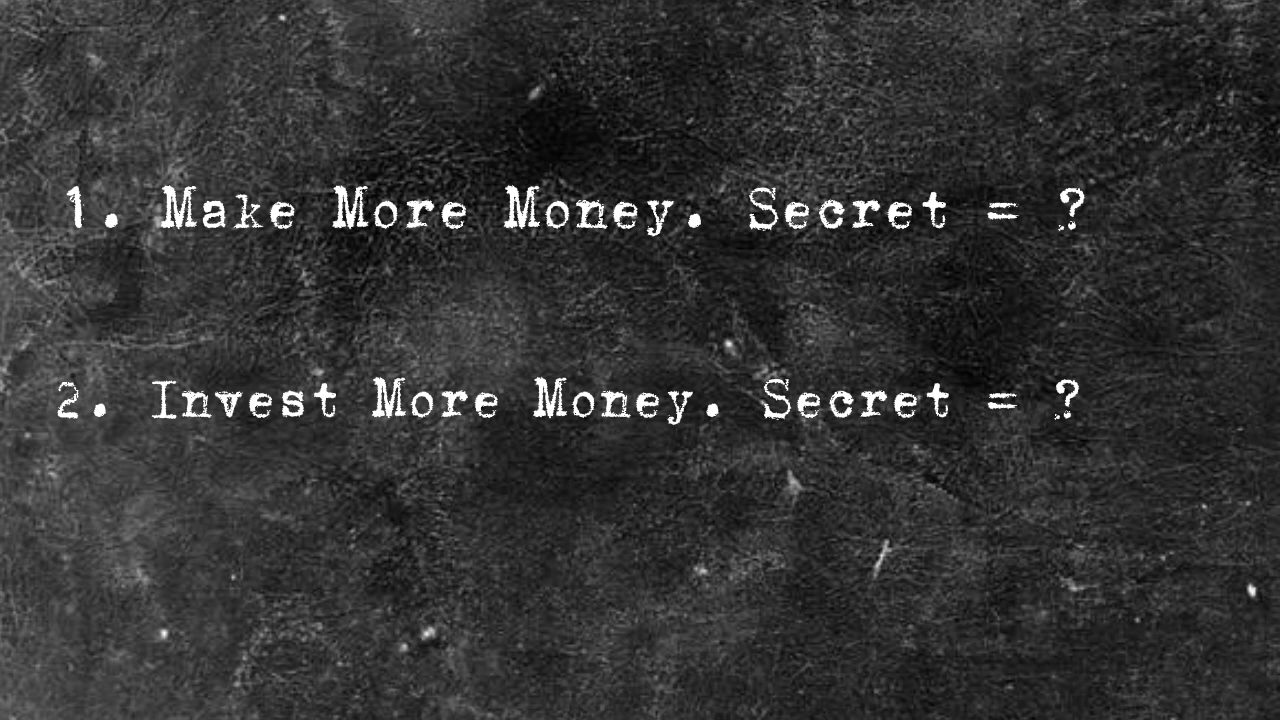 1. Make More Money. Secret = ?
2. Invest More Money. Secret = ?